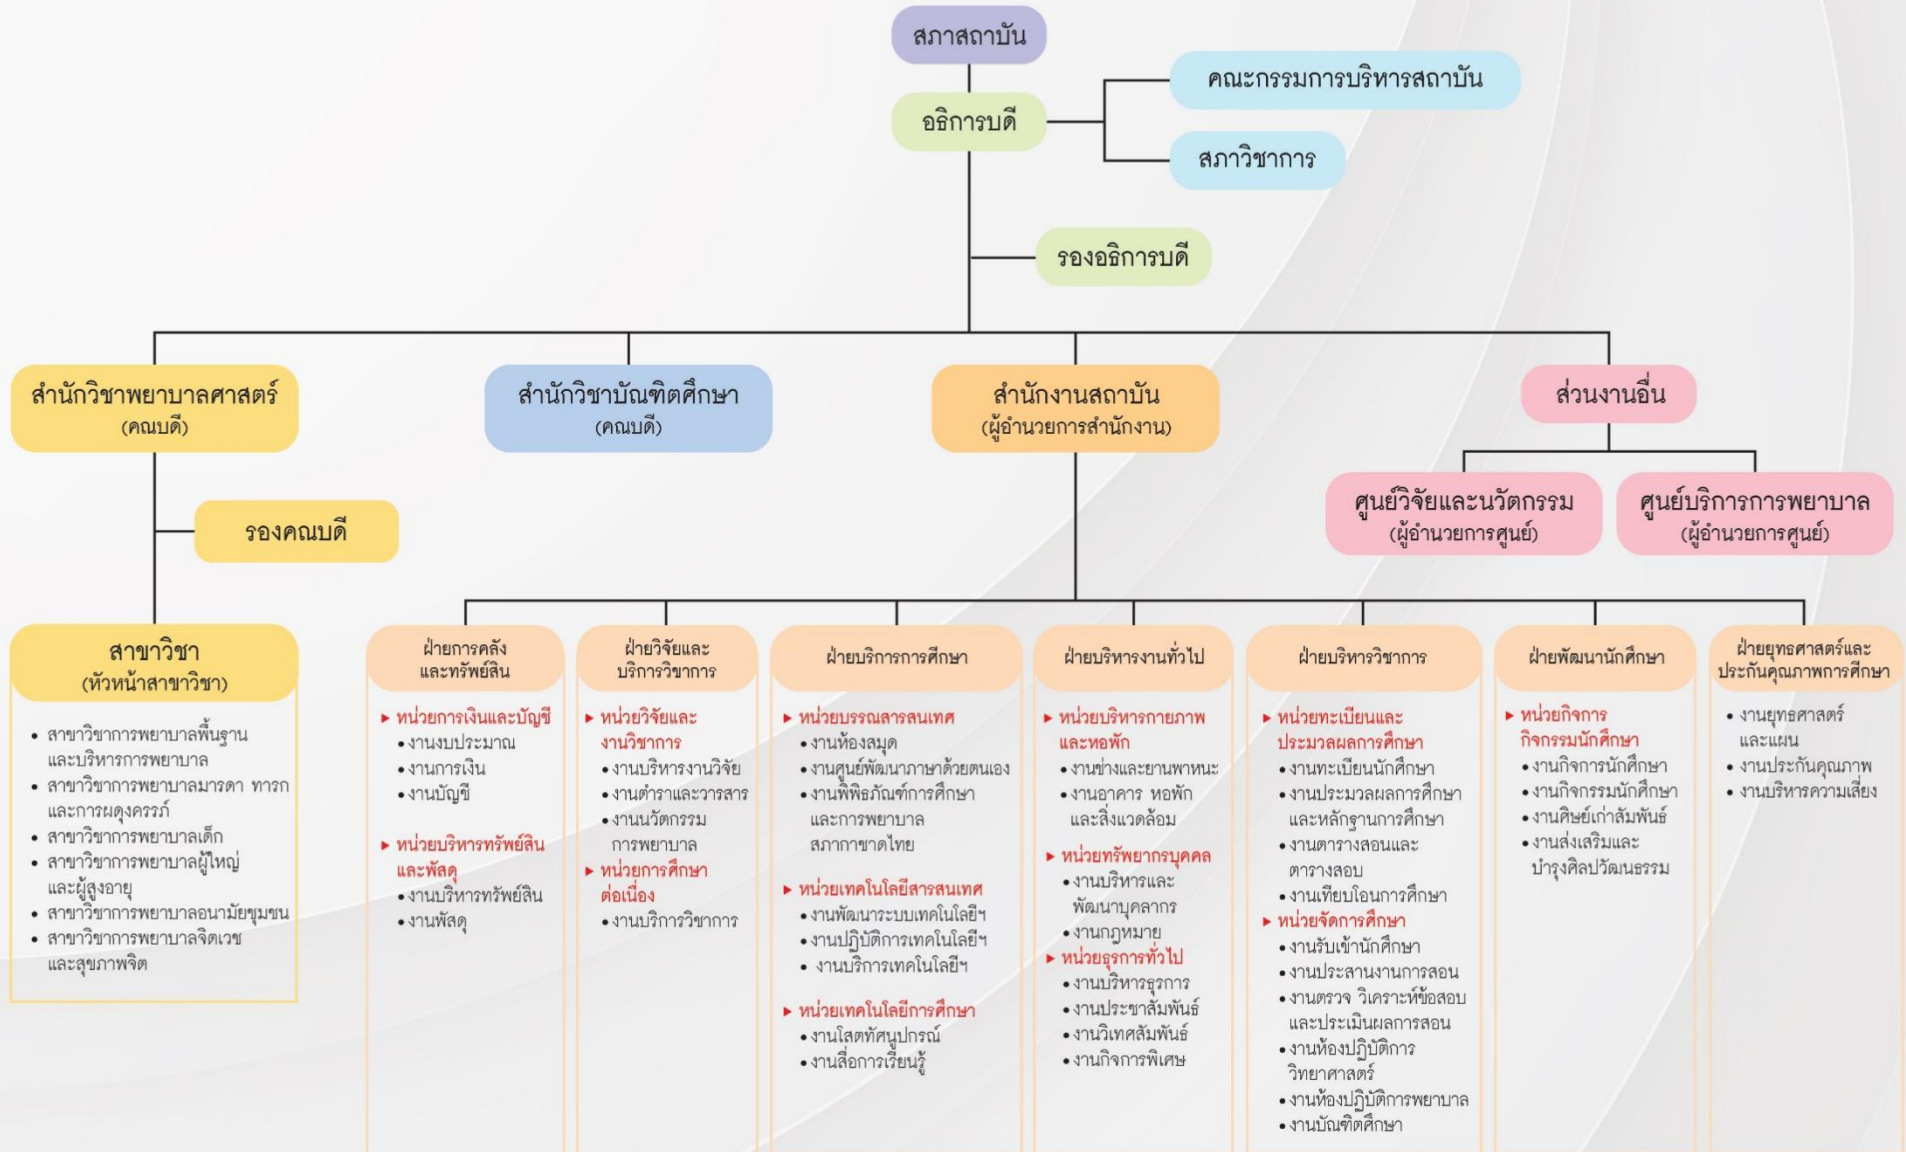 สภาสถาบัน
คณะกรรมการบริหารสถาบัน
อธิการบดี
สภาวิชาการ
รองอธิการบดี
สำนักวิชาพยาบาลศาสตร์
(คณบดี)
สำนักวิชาบัณฑิตศึกษา
(คณบดี)
สำนักงานสถาบัน
(ผู้อำนวยการสำนักงาน)
ส่วนงานอื่น
รองคณบดี
ศูนย์วิจัยและนวัตกรรม
(ผู้อำนวยการศูนย์)
ศูนย์บริการการพยาบาล
(ผู้อำนวยการศูนย์)
สาขาวิชา
(หัวหน้าสาขาวิชา)
• สาขาวิชาการพยาบาลพื้นฐาน
และบริหารการพยาบาล
• สาขาวิชาการพยาบาลมารดา ทารก
และการผดุงครรภ์
• สาขาวิชาการพยาบาลเด็ก
• สาขาวิชาการพยาบาลผู้ใหญ่
และผู้สูงอายุ
• สาขาวิชาการพยาบาลอนามัยชุมชน
• สาขาวิชาการพยาบาลจิตเวช
และสุขภาพจิต
ฝ่ายการคลัง
และทรัพย์สิน
▶ หน่วยการเงินและบัญชี
• งานงบประมาณ
• งานการเงิน
• งานบัญชี
▶ หน่วยบริหารทรัพย์สิน
และพัสดุ
• งานบริหารทรัพย์สิน
• งานพัสดุ
ฝ่ายวิจัยและ
บริการวิชาการ
▶ หน่วยวิจัยและ
งานวิชาการ
• งานบริหารงานวิจัย
• งานตำราและวารสาร
• งานนวัตกรรม
การพยาบาล
▶ หน่วยการศึกษา
ต่อเนื่อง
• งานบริการวิชาการ
ฝ่ายบริการการศึกษา
▶ หน่วยบรรณสารสนเทศ
• งานห้องสมุด
• งานศูนย์พัฒนาภาษาด้วยตนเอง
• งานพิพิธภัณฑ์การศึกษา
และการพยาบาล
สภากาชาดไทย
▶ หน่วยเทคโนโลยีสารสนเทศ
• งานพัฒนาระบบเทคโนโลยีฯ
• งานปฏิบัติการเทคโนโลยีฯ
• งานบริการเทคโนโลยีฯ
▶ หน่วยเทคโนโลยีการศึกษา
• งานโสตทัศนูปกรณ์
• งานสื่อการเรียนรู้
ฝ่ายบริหารงานทั่วไป
▶ หน่วยบริหารกายภาพ
และหอพัก
• งานช่างและยานพาหนะ
• งานอาคาร หอพัก
และสิ่งแวดล้อม
▶ หน่วยทรัพยากรบุคคล
• งานบริหารและ
พัฒนาบุคลากร
• งานกฎหมาย
▶ หน่วยธุรการทั่วไป
• งานบริหารธุรการ
• งานประชาสัมพันธ์
• งานวิเทศสัมพันธ์
• งานกิจการพิเศษ
ฝ่ายบริหารวิชาการ
▶ หน่วยทะเบียนและ
ประมวลผลการศึกษา
• งานทะเบียนนักศึกษา
• งานประมวลผลการศึกษา
และหลักฐานการศึกษา
• งานตารางสอนและ
ตารางสอบ
• งานเทียบโอนการศึกษา
▶ หน่วยจัดการศึกษา
• งานรับเข้านักศึกษา
• งานประสานงานการสอน
• งานตรวจ วิเคราะห์ข้อสอบ
และประเมินผลการสอน
• งานห้องปฏิบัติการ
วิทยาศาสตร์
• งานห้องปฏิบัติการพยาบาล
• งานบัณฑิตศึกษา
ฝ่ายพัฒนานักศึกษา
▶ หน่วยกิจการ
กิจกรรมนักศึกษา
• งานกิจการนักศึกษา
• งานกิจกรรมนักศึกษา
• งานศิษย์เก่าสัมพันธ์
• งานส่งเสริมและ
บำรุงศิลปวัฒนธรรม
ฝ่ายยุทธศาสตร์และ
ประกันคุณภาพการศึกษา
• งานยุทธศาสตร์
และแผน
• งานประกันคุณภาพ
• งานบริหารความเสี่ยง